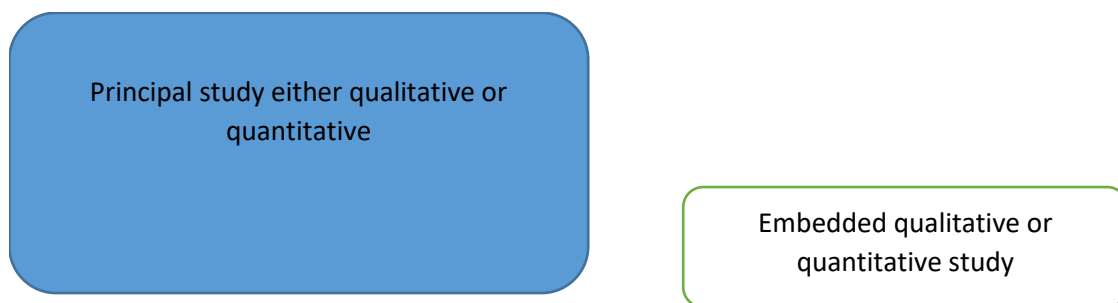 Principal study either qualitative or
quantitative
Embedded qualitative or
quantitative study